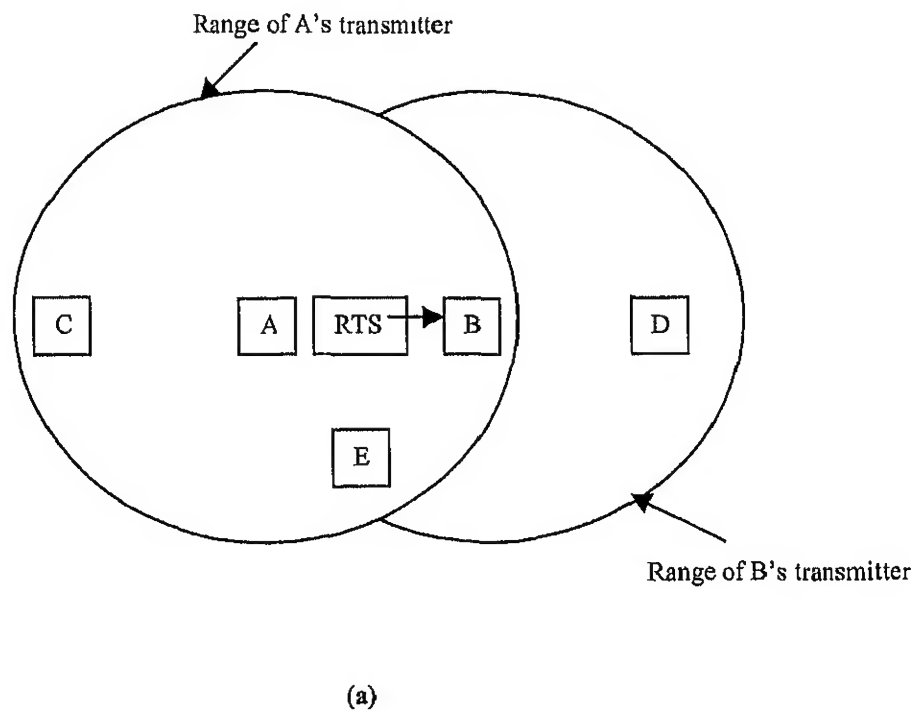 Range of A's transmitter
C A RTS B D
E
Range of B's transmitter
(a)